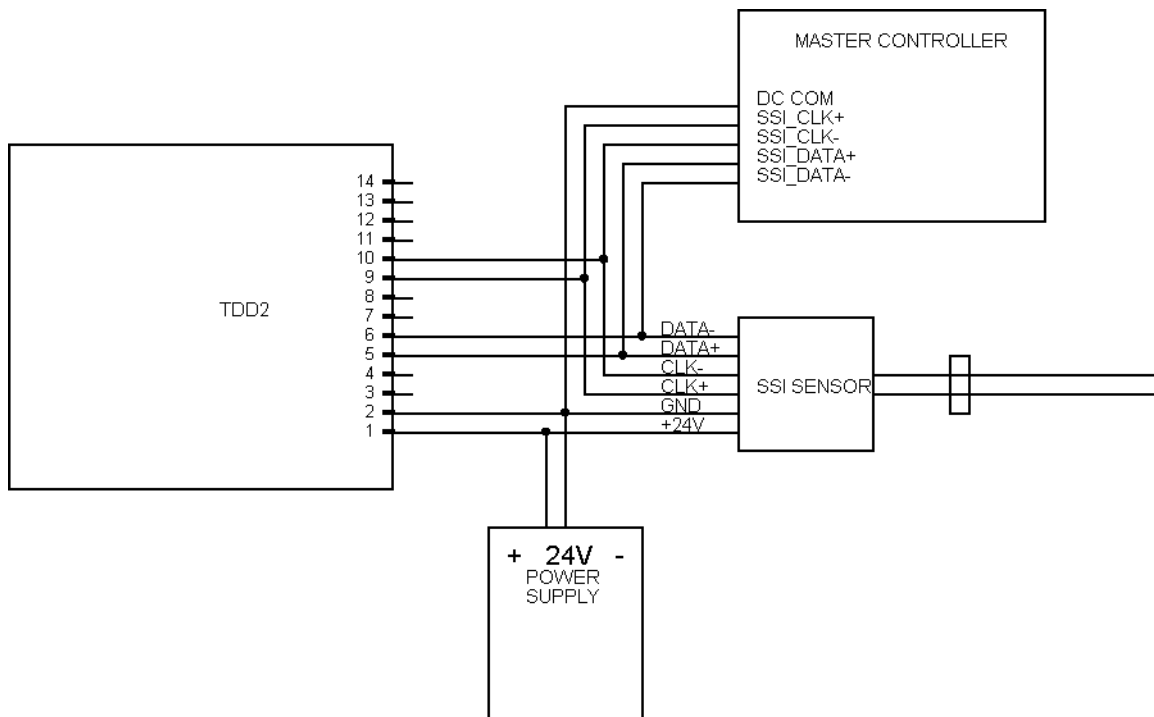 MASTER CONTROLLER
DC COM
SSI_CLK+
SSI_CLK-
SSI_DATA+
SSI_DATA-
14
13
12
11
10
9
8
7
6
5
4
3
2
1
TDD2
DATA-
DATA+
CLK-
CLK+
GND
+24V
SSI SENSOR
+ 24V -
POWER
SUPPLY